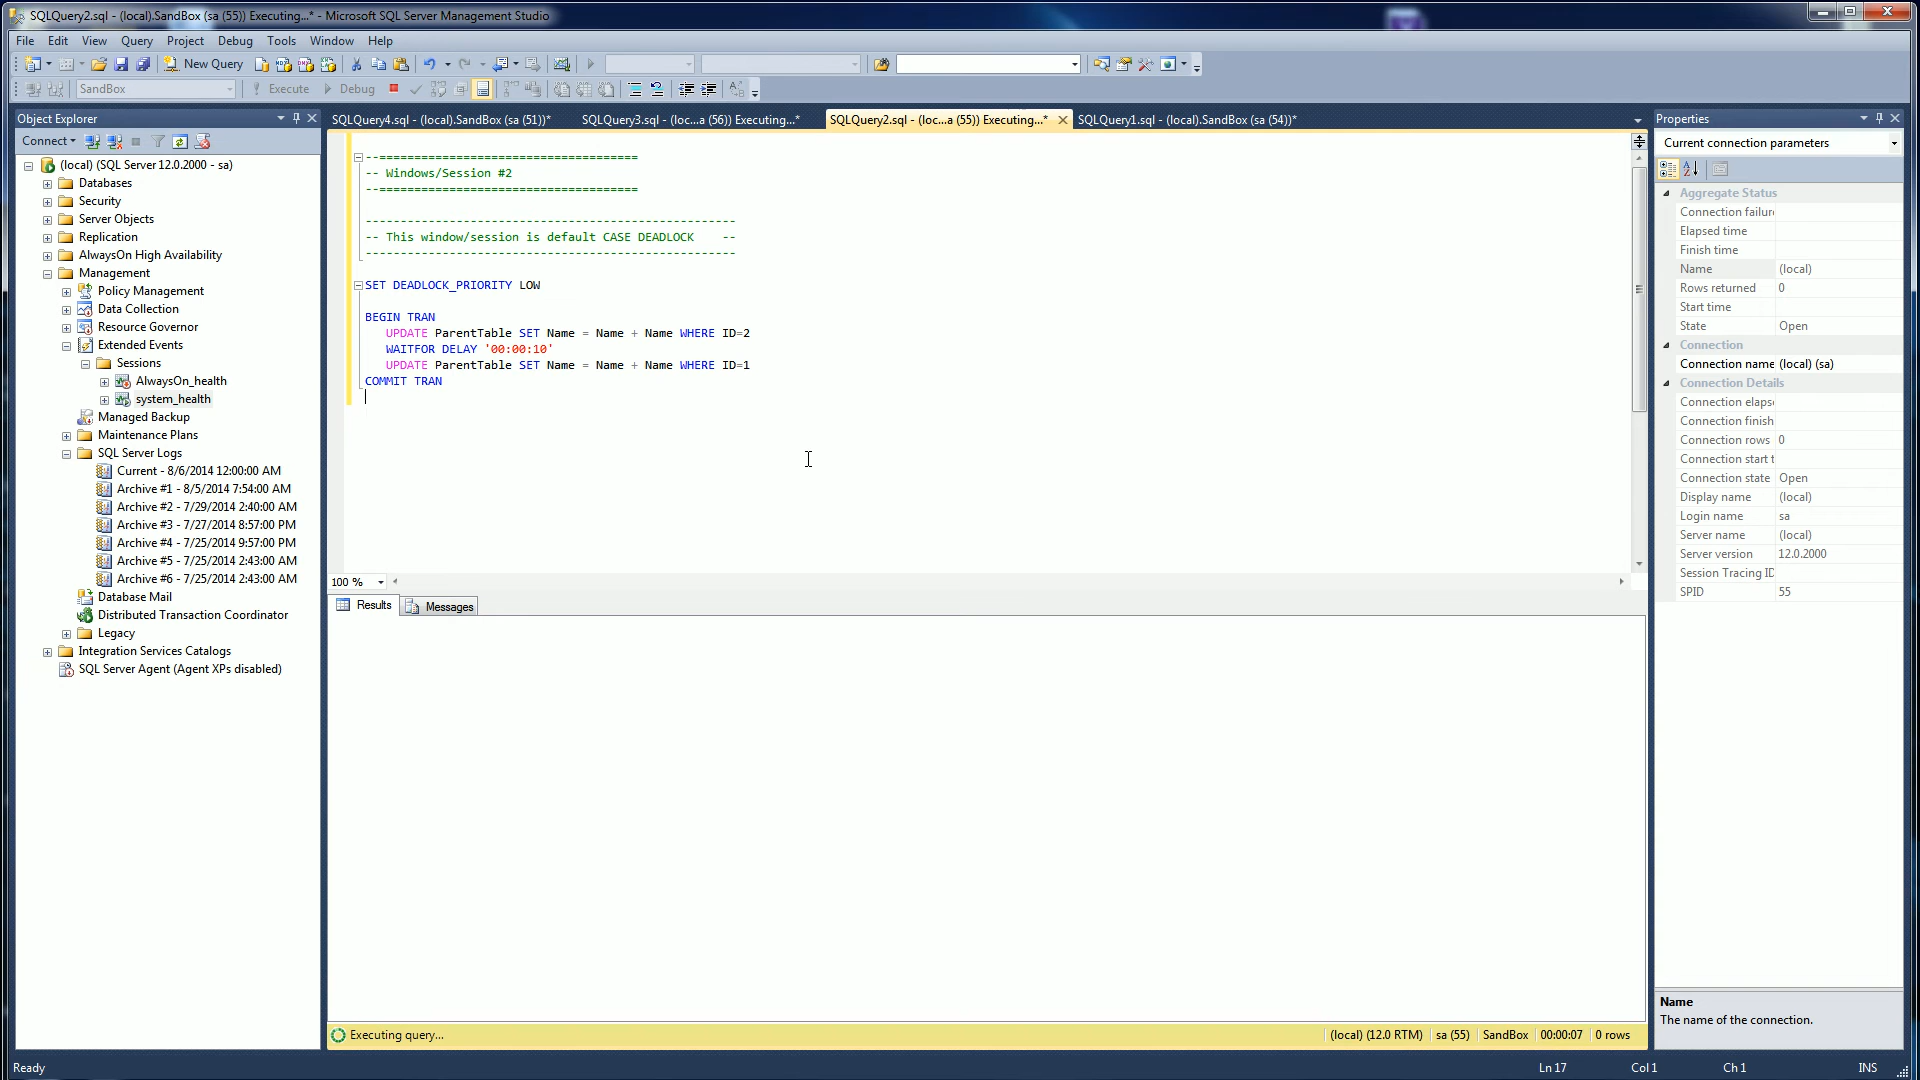 SQLQuery2.sql - (local).SandBox (sa (55)) Executing...* - Microsoft SQL Server Management Studio
File Edit View Query Project Debug Tools Window Help
New Query
SandBox Execute Debug
Object Explorer
Connect
(local) (SQL Server 12.0.2000 - sa)
Databases
Security
Server Objects
Replication
AlwaysOn High Availability
Management
Policy Management
Data Collection
Resource Governor
Extended Events
Sessions
AlwaysOn_health
system_health
Managed Backup
Maintenance Plans
SQL Server Logs
Current - 8/6/2014 12:00:00 AM
Archive #1 - 8/5/2014 7:54:00 AM
Archive #2 - 7/29/2014 2:40:00 AM
Archive #3 - 7/27/2014 8:57:00 PM
Archive #4 - 7/25/2014 9:57:00 PM
Archive #5 - 7/25/2014 2:43:00 AM
Archive #6 - 7/25/2014 2:43:00 AM
Database Mail
Distributed Transaction Coordinator
Legacy
Integration Services Catalogs
SQL Server Agent (Agent XPs disabled)
SQLQuery4.sql - (local).SandBox (sa (51))* SQLQuery3.sql - (loc...a (56)) Executing...* SQLQuery2.sql - (loc...a (55)) Executing...* SQLQuery1.sql - (local).SandBox (sa (54))*
--=====================================
-- Windows/Session #2
--=====================================
-----------------------------------------------------
-- This window/session is default CASE DEADLOCK    --
-----------------------------------------------------
SET DEADLOCK_PRIORITY LOW
BEGIN TRAN
UPDATE ParentTable SET Name = Name + Name WHERE ID=2
WAITFOR DELAY '00:00:10'
UPDATE ParentTable SET Name = Name + Name WHERE ID=1
COMMIT TRAN
100 %
Results Messages
Executing query... (local) (12.0 RTM) sa (55) SandBox 00:00:07 0 rows
Properties
Current connection parameters
Aggregate Status
Connection failure
Elapsed time
Finish time
Name (local)
Rows returned 0
Start time
State Open
Connection
Connection name (local) (sa)
Connection Details
Connection elapse
Connection finish
Connection rows 0
Connection start t
Connection state Open
Display name (local)
Login name sa
Server name (local)
Server version 12.0.2000
Session Tracing ID
SPID 55
Name
The name of the connection.
Ready Ln 17 Col 1 Ch 1 INS